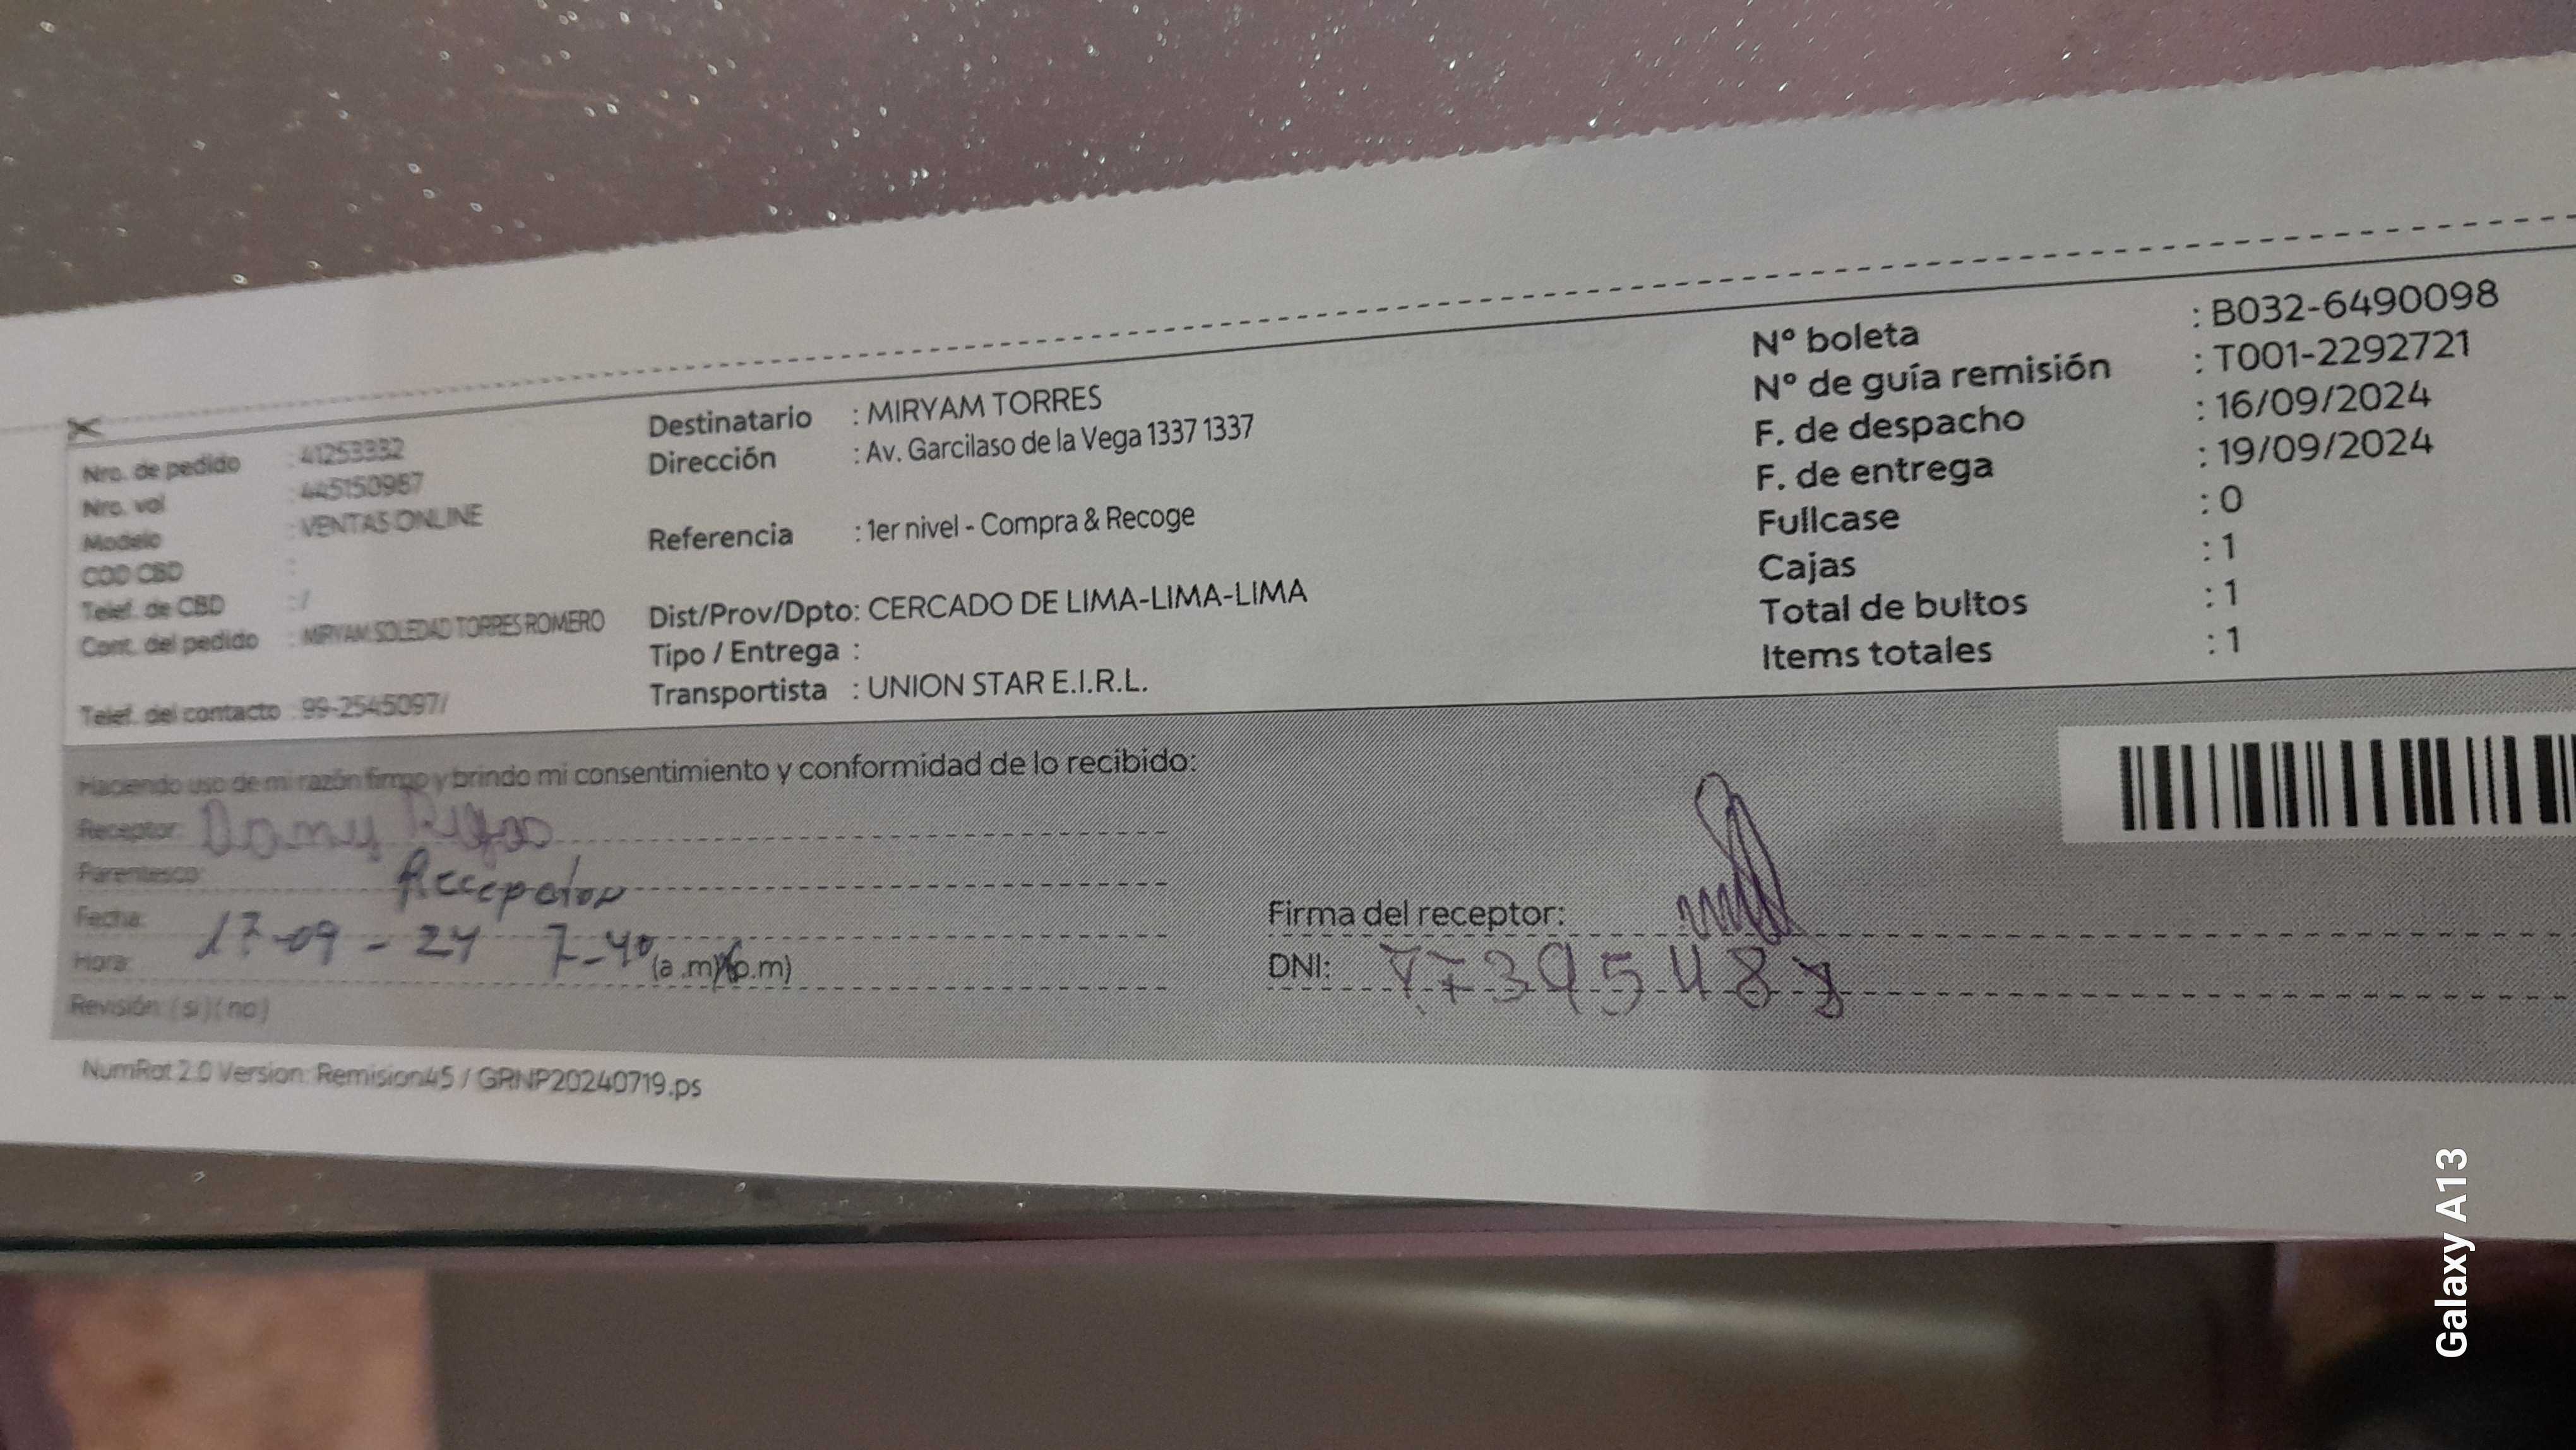 Nro. de pedido : 41253332
Nro. vol : 445150987
Modelo : VENTAS ONLINE
COD CBD :
Telef. de CBD : /
Cont. del pedido : MIRYAM SOLEDAD TORRES ROMERO
Telef. del contacto : 99-2545097/
Destinatario : MIRYAM TORRES
Dirección : Av. Garcilaso de la Vega 1337 1337
Referencia : 1er nivel - Compra & Recoge
Dist/Prov/Dpto: CERCADO DE LIMA-LIMA-LIMA
Tipo / Entrega :
Transportista : UNION STAR E.I.R.L.
N° boleta : B032-6490098
N° de guía remisión : T001-2292721
F. de despacho : 16/09/2024
F. de entrega : 19/09/2024
Fullcase : 0
Cajas : 1
Total de bultos : 1
Items totales : 1
Haciendo uso de mi razón firmo y brindo mi consentimiento y conformidad de lo recibido:
Receptor:
Parentesco: Recepetor
Fecha: 17-09-24 7-40
Hora: (a .m) (p.m)
Revisión: ( si ) ( no )
Firma del receptor:
DNI:
NumRot 2.0 Version: Remision45 / GRNP20240719.ps
Galaxy A13